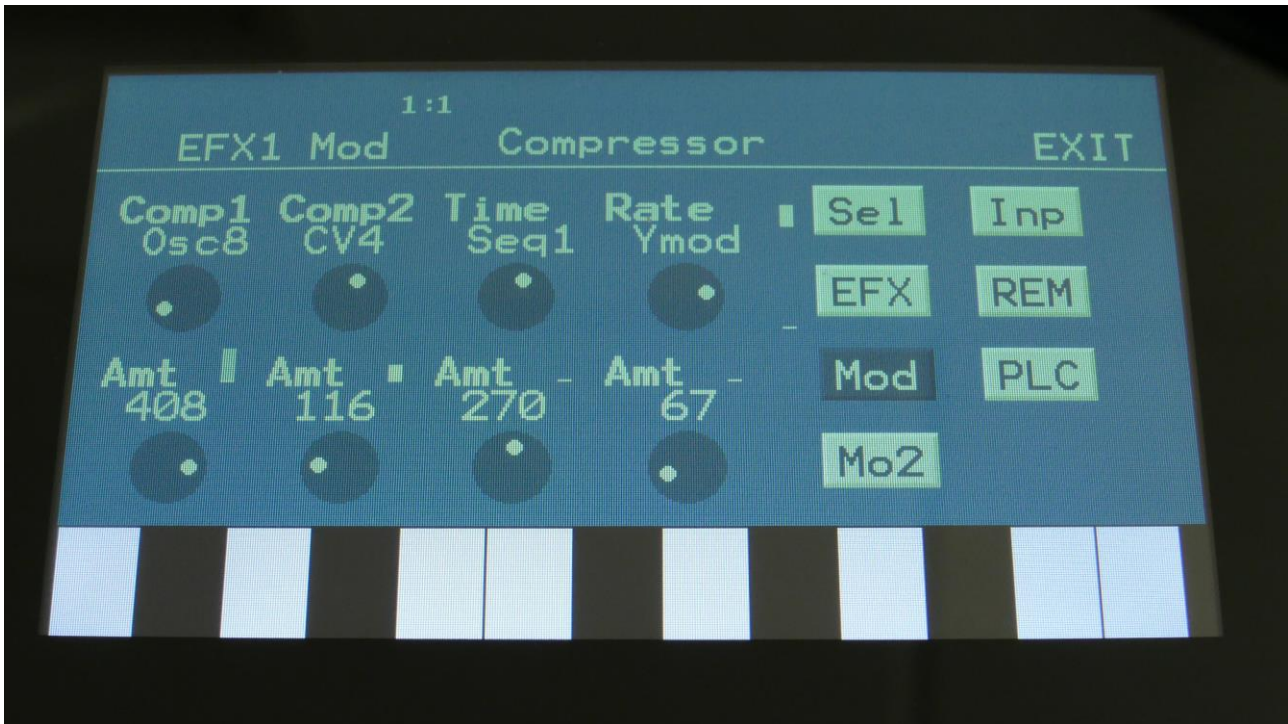 1:1
EFX1 Mod Compressor EXIT
Comp1 Comp2 Time Rate Sel Inp
Osc8 CV4 Seq1 Ymod
EFX REM
Amt Amt Amt Amt Mod PLC
408 116 270 67
Mo2